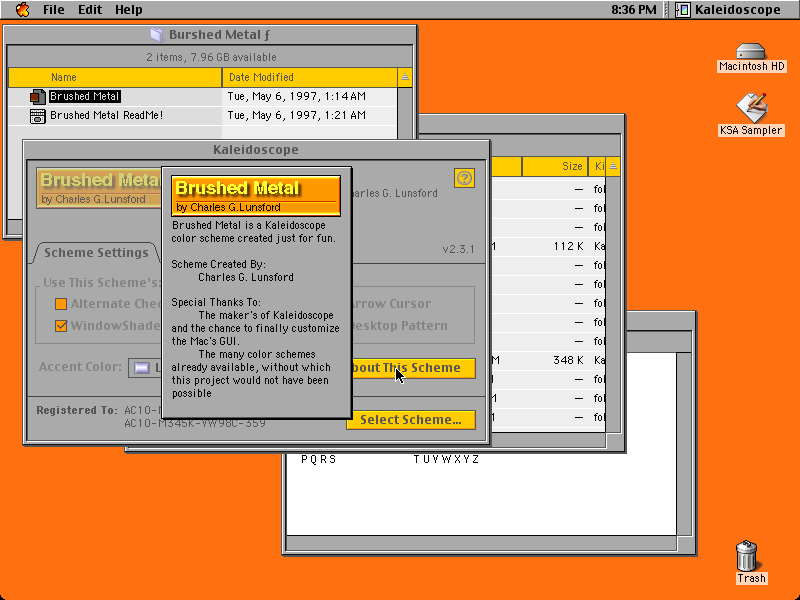 File Edit Help
8:36 PM Kaleidoscope
Burshed Metal ƒ
2 items, 7.96 GB available
Name Date Modified
Brushed Metal Tue, May 6, 1997, 1:14 AM
Brushed Metal ReadMe! Tue, May 6, 1997, 1:21 AM
Macintosh HD
KSA Sampler
Kaleidoscope
Brushed Meta
by Charles G.Lunsford
harles G. Lunsford
v2.3.1
Scheme Settings
Use This Scheme's:
Alternate Chec
WindowShade
Arrow Cursor
Desktop Pattern
Accent Color:
bout This Scheme
Registered To: AC10-M
AC10-M345K-YW98C-359
Select Scheme...
Brushed Metal
by Charles G.Lunsford
Brushed Metal is a Kaleidoscope
color scheme created just for fun.
Scheme Created By:
Charles G. Lunsford
Special Thanks To:
The maker's of Kaleidoscope
and the chance to finally customize
the Mac's GUI.
The many color schemes
already available, without which
this project would not have been
possible
Size Ki
— fol
— fol
— fol
112 K Ka
— fol
— fol
— fol
— fol
— fol
348 K Ka
— fol
— fol
— fol
P Q R S T U V W X Y Z
Trash